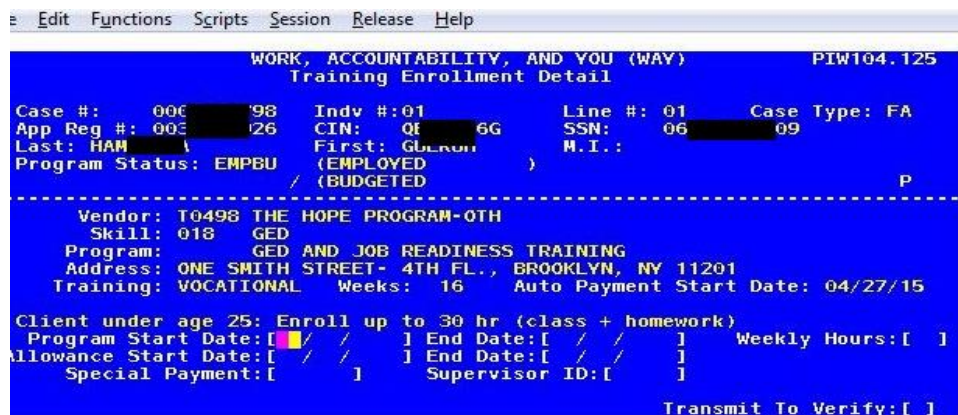 e Edit Functions Scripts Session Release Help
WORK, ACCOUNTABILITY, AND YOU (WAY) PIW104.125
Training Enrollment Detail
Case #: 000 98 Indv #:01 Line #: 01 Case Type: FA
App Reg #: 003 026 CIN: 6G SSN: 06 09
Last: HAM First: M.I.:
Program Status: EMPBU (EMPLOYED )
/ (BUDGETED P
Vendor: T0498 THE HOPE PROGRAM-OTH
Skill: 018 GED
Program: GED AND JOB READINESS TRAINING
Address: ONE SMITH STREET- 4TH FL., BROOKLYN, NY 11201
Training: VOCATIONAL Weeks: 16 Auto Payment Start Date: 04/27/15
Client under age 25: Enroll up to 30 hr (class + homework)
Program Start Date:[ / / ] End Date:[ / / ] Weekly Hours:[ ]
Allowance Start Date:[ / / ] End Date:[ / / ]
Special Payment:[ ] Supervisor ID:[ ]
Transmit To Verify:[ ]